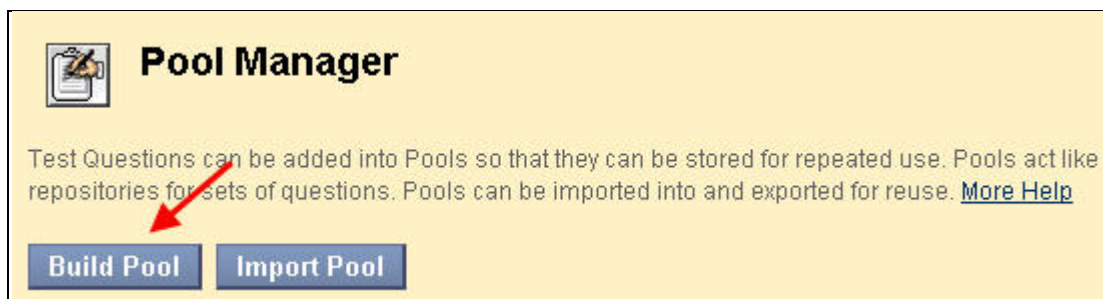 Pool Manager
Test Questions can be added into Pools so that they can be stored for repeated use. Pools act like
repositories for sets of questions. Pools can be imported into and exported for reuse. More Help
Build Pool Import Pool